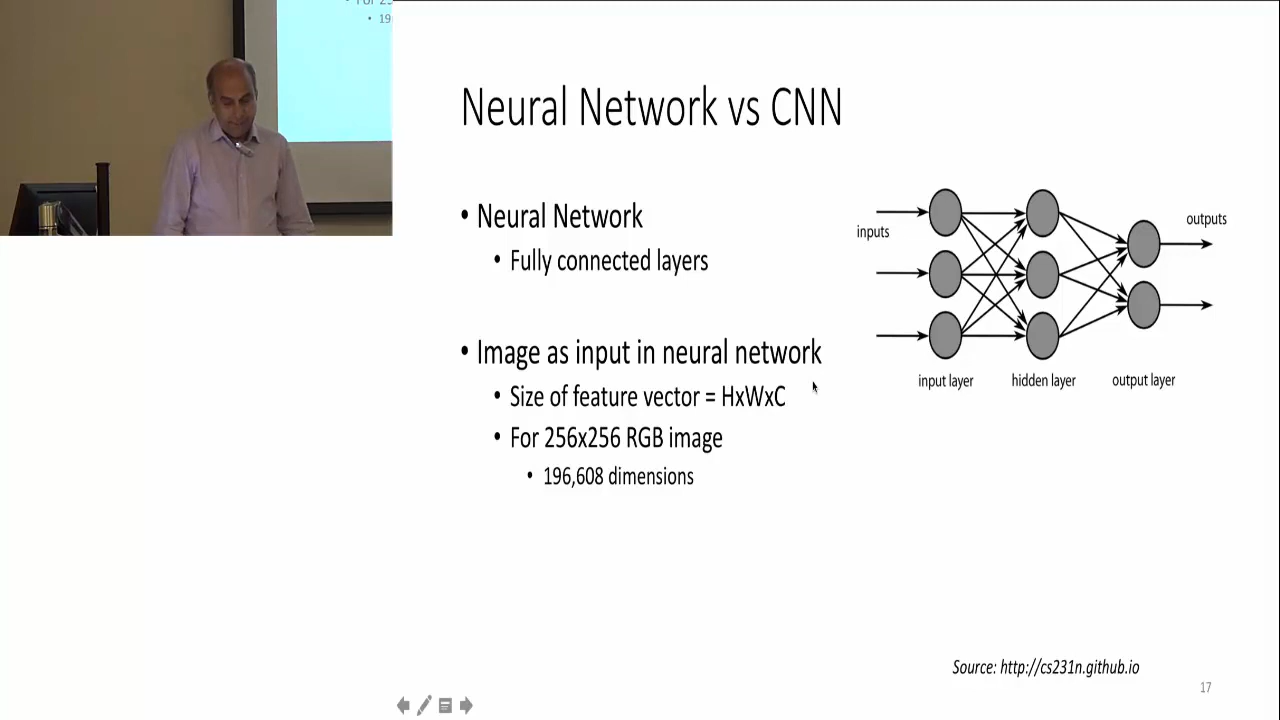 • 19
Neural Network vs CNN
• Neural Network
• Fully connected layers
• Image as input in neural network
• Size of feature vector = HxWxC
• For 256x256 RGB image
• 196,608 dimensions
inputs
outputs
input layer
hidden layer
output layer
Source: http://cs231n.github.io
17